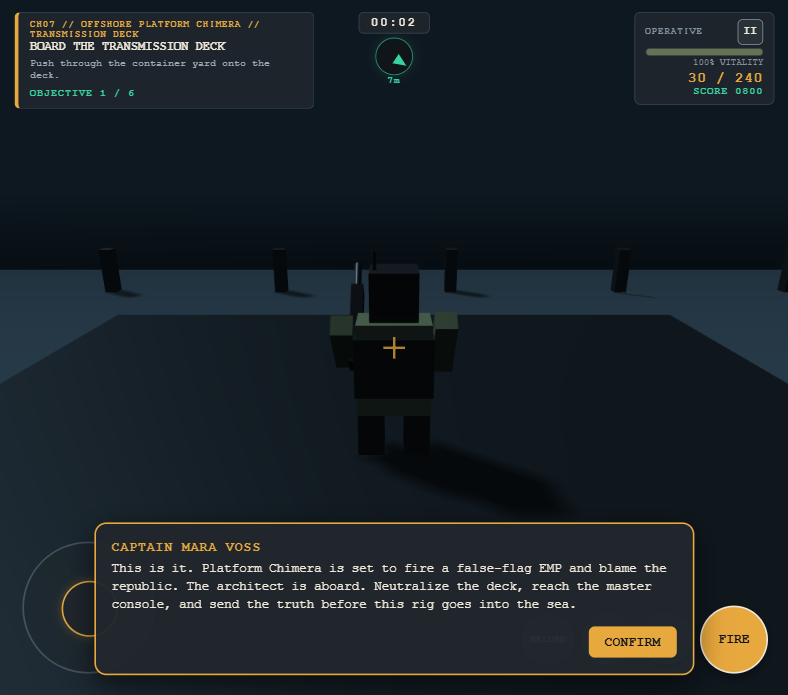 CH07 // OFFSHORE PLATFORM CHIMERA //
TRANSMISSION DECK
BOARD THE TRANSMISSION DECK
Push through the container yard onto the
deck.
OBJECTIVE 1 / 6
00:02
7m
OPERATIVE
II
100% VITALITY
30 / 240
SCORE 0800
CAPTAIN MARA VOSS
This is it. Platform Chimera is set to fire a false-flag EMP and blame the
republic. The architect is aboard. Neutralize the deck, reach the master
console, and send the truth before this rig goes into the sea.
CONFIRM
FIRE